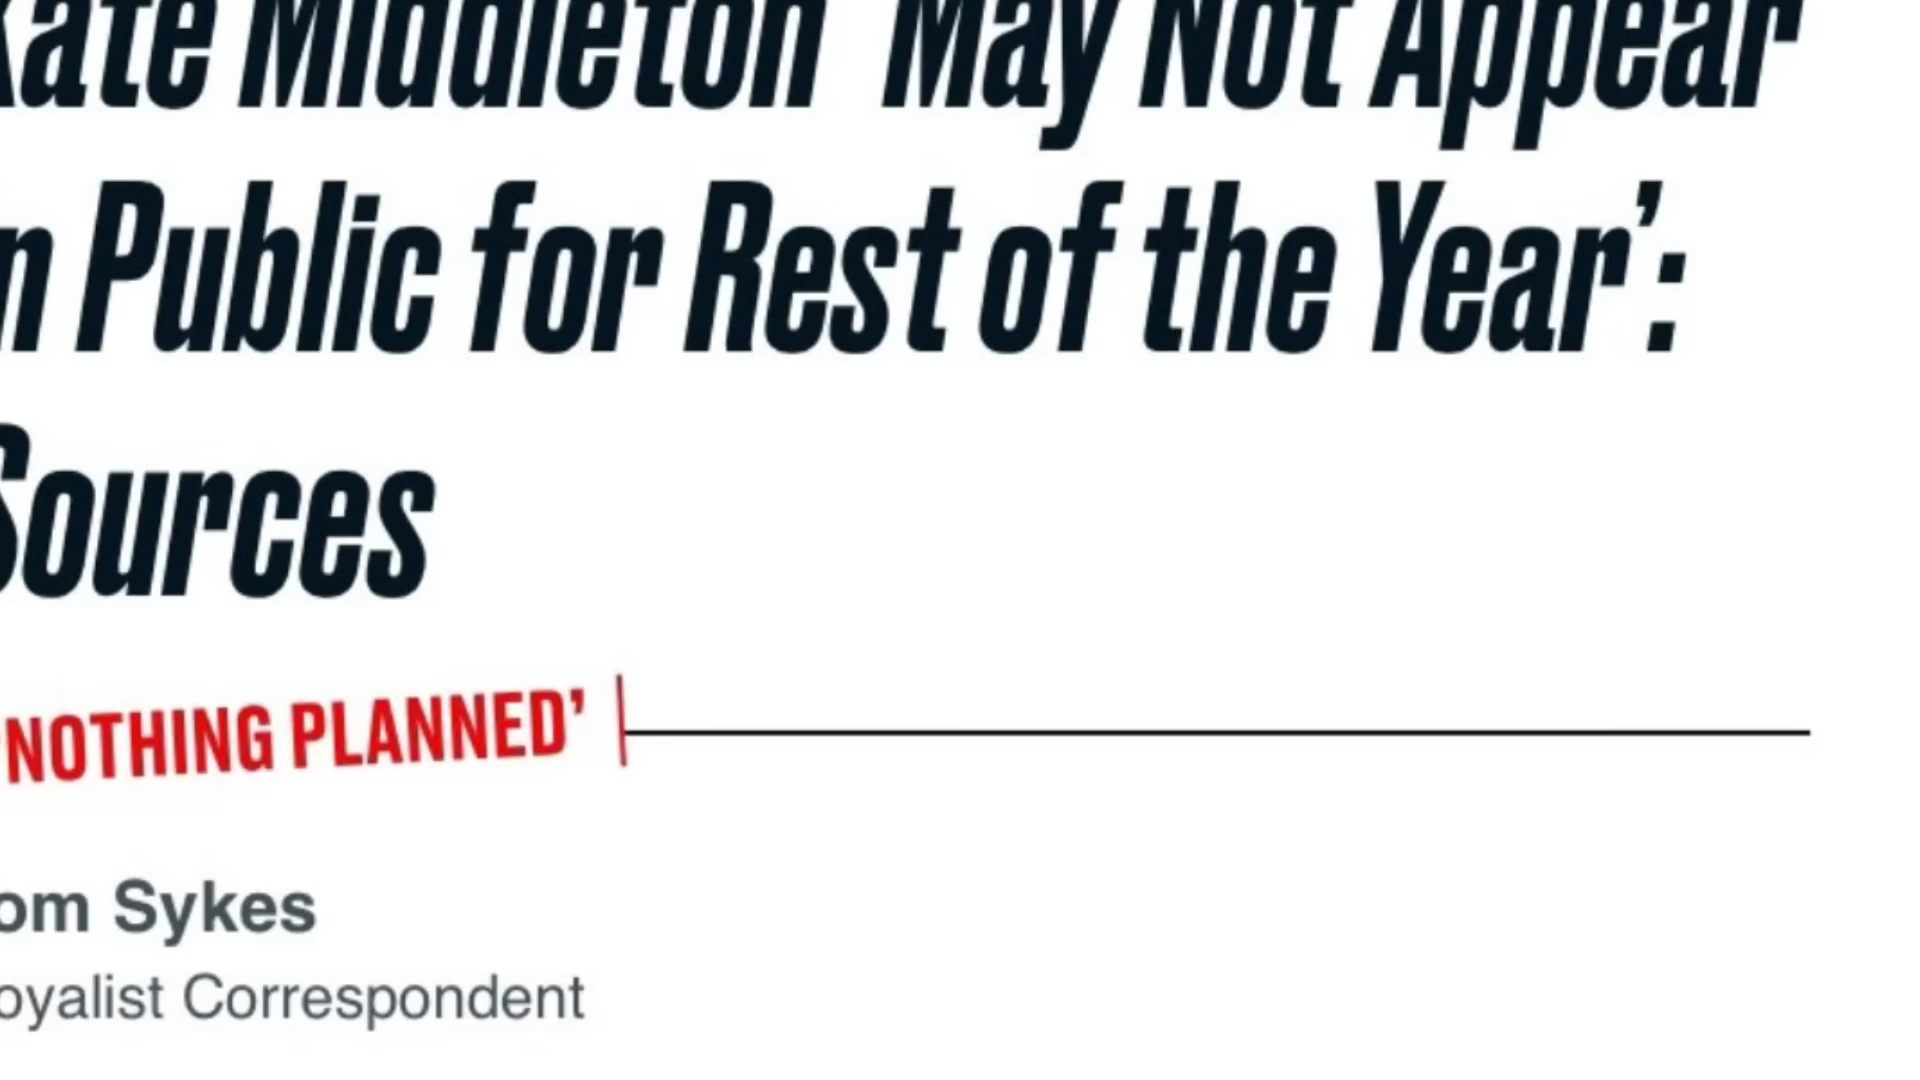 Kate Middleton 'May Not Appear
n Public for Rest of the Year’:
Sources
NOTHING PLANNED’
om Sykes
oyalist Correspondent